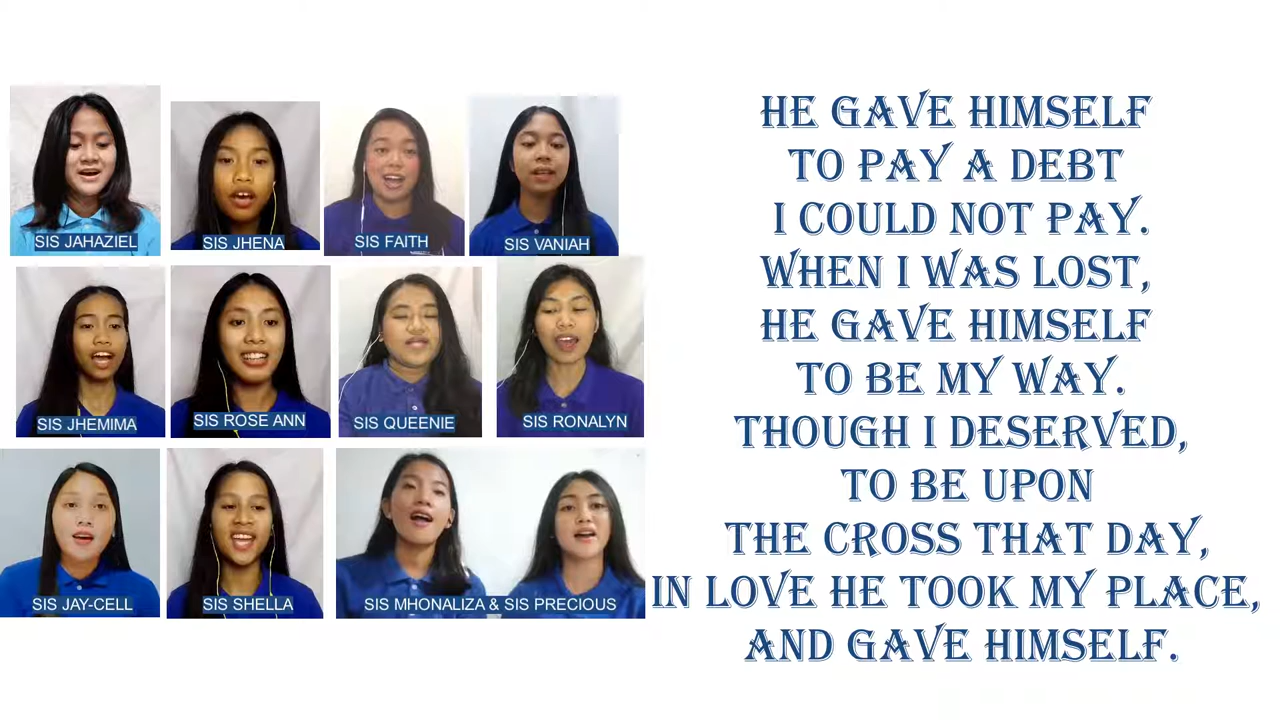 SIS JAHAZIEL
SIS JHENA
SIS FAITH
SIS VANIAH
SIS JHEMIMA
SIS ROSE ANN
SIS QUEENIE
SIS RONALYN
SIS JAY-CELL
SIS SHELLA
SIS MHONALIZA & SIS PRECIOUS
HE GAVE HIMSELF
TO PAY A DEBT
I COULD NOT PAY.
WHEN I WAS LOST,
HE GAVE HIMSELF
TO BE MY WAY.
THOUGH I DESERVED,
TO BE UPON
THE CROSS THAT DAY,
IN LOVE HE TOOK MY PLACE,
AND GAVE HIMSELF.